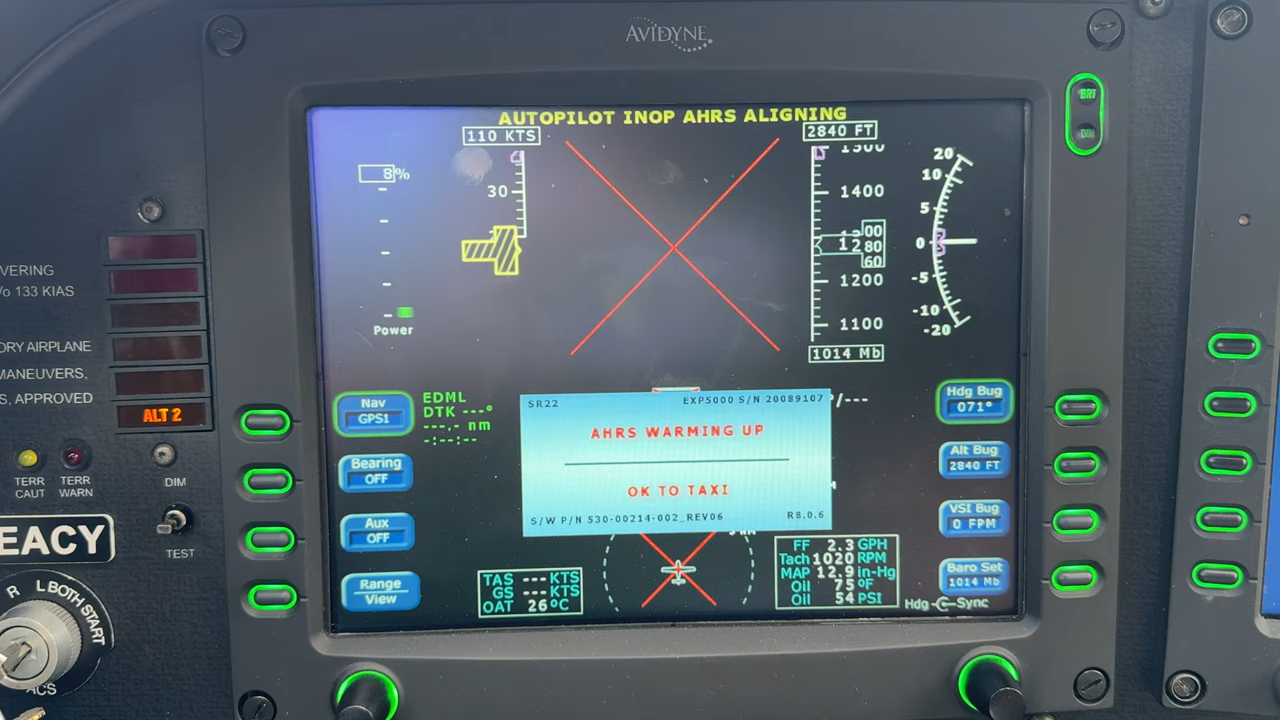 AVIDYNE
AUTOPILOT INOP AHRS ALIGNING
110 KTS
2840 FT
BRT
DIM
8%
30
1400
1200
1100
00
12 80
60
20
10
5
0
-5
-10
-20
Power
1014 Mb
VERING
/o 133 KIAS
ORY AIRPLANE
MANEUVERS,
S, APPROVED
ALT 2
TERR CAUT
TERR WARN
DIM
TEST
EACY
R L BOTH START
ACS
Nav
GPS1
EDML
DTK ---°
---.- nm
-:--:--
Bearing
OFF
Aux
OFF
Range
View
SR22
EXP5000 S/N 20089107
AHRS WARMING UP
OK TO TAXI
S/W P/N 530-00214-002_REV06
R8.0.6
/---
Hdg Bug
071°
Alt Bug
2840 FT
VSI Bug
0 FPM
Baro Set
1014 Mb
TAS --- KTS
GS --- KTS
OAT 26°C
FF 2.3 GPH
Tach 1020 RPM
MAP 12.9 in-Hg
Oil 75 °F
Oil 54 PSI
Hdg Sync